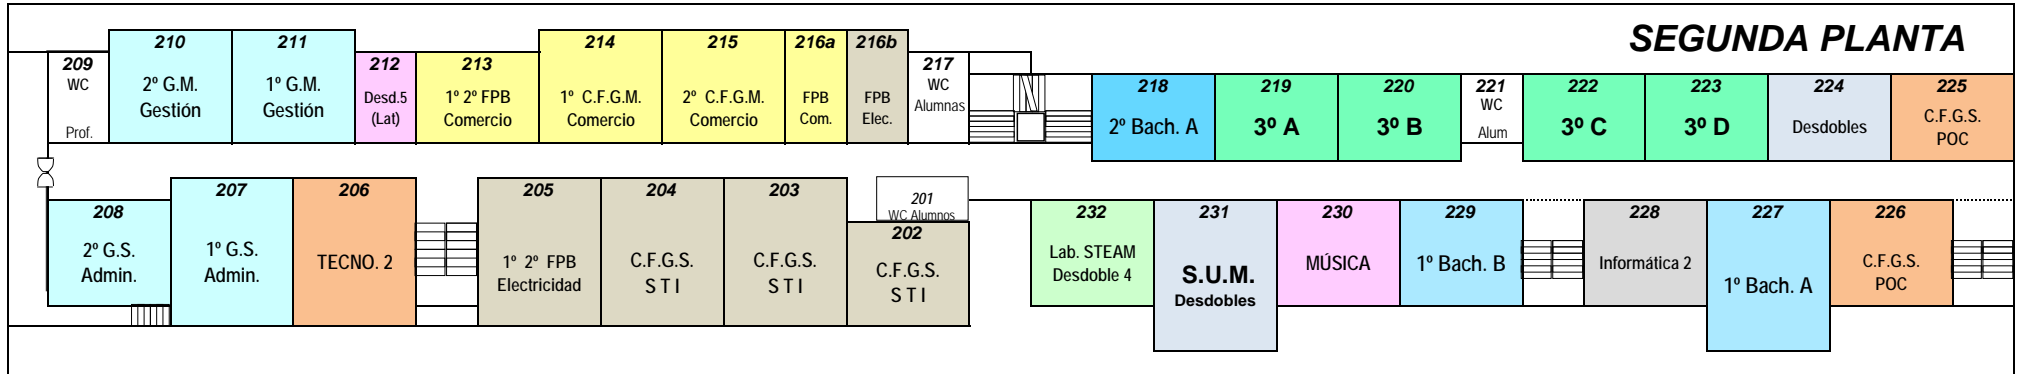 SEGUNDA PLANTA
209
WC
Prof.
210
2º G.M.
Gestión
211
1º G.M.
Gestión
212
Desd.5
(Lat)
213
1º 2º FPB
Comercio
214
1º C.F.G.M.
Comercio
215
2º C.F.G.M.
Comercio
216a
FPB
Com.
216b
FPB
Elec.
217
WC
Alumnas
218
2º Bach. A
219
3º A
220
3º B
221
WC
Alum
222
3º C
223
3º D
224
Desdobles
225
C.F.G.S.
POC
208
2º G.S.
Admin.
207
1º G.S.
Admin.
206
TECNO. 2
205
1º 2º FPB
Electricidad
204
C.F.G.S.
S T I
203
C.F.G.S.
S T I
201
WC Alumnos
202
C.F.G.S.
S T I
232
Lab. STEAM
Desdoble 4
231
S.U.M.
Desdobles
230
MÚSICA
229
1º Bach. B
228
Informática 2
227
1º Bach. A
226
C.F.G.S.
POC